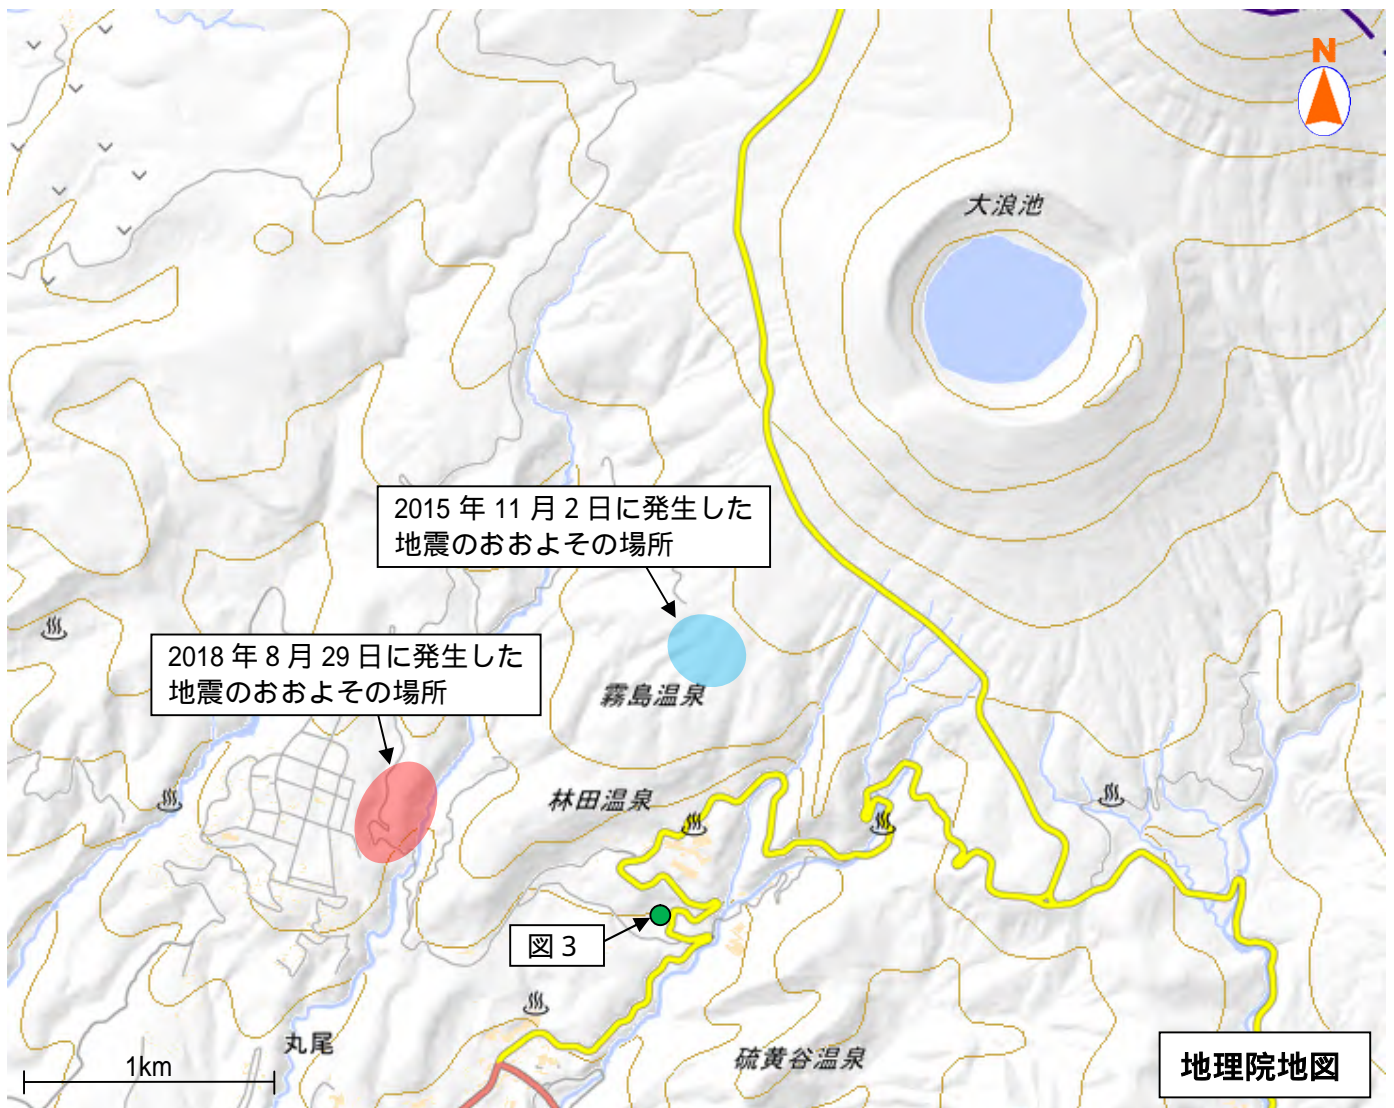 N
大浪池
2015 年 11 月 2 日に発生した
地震のおおよその場所
2018 年 8 月 29 日に発生した
地震のおおよその場所
霧島温泉
林田温泉
図 3
丸尾
1km
硫黄谷温泉
地理院地図